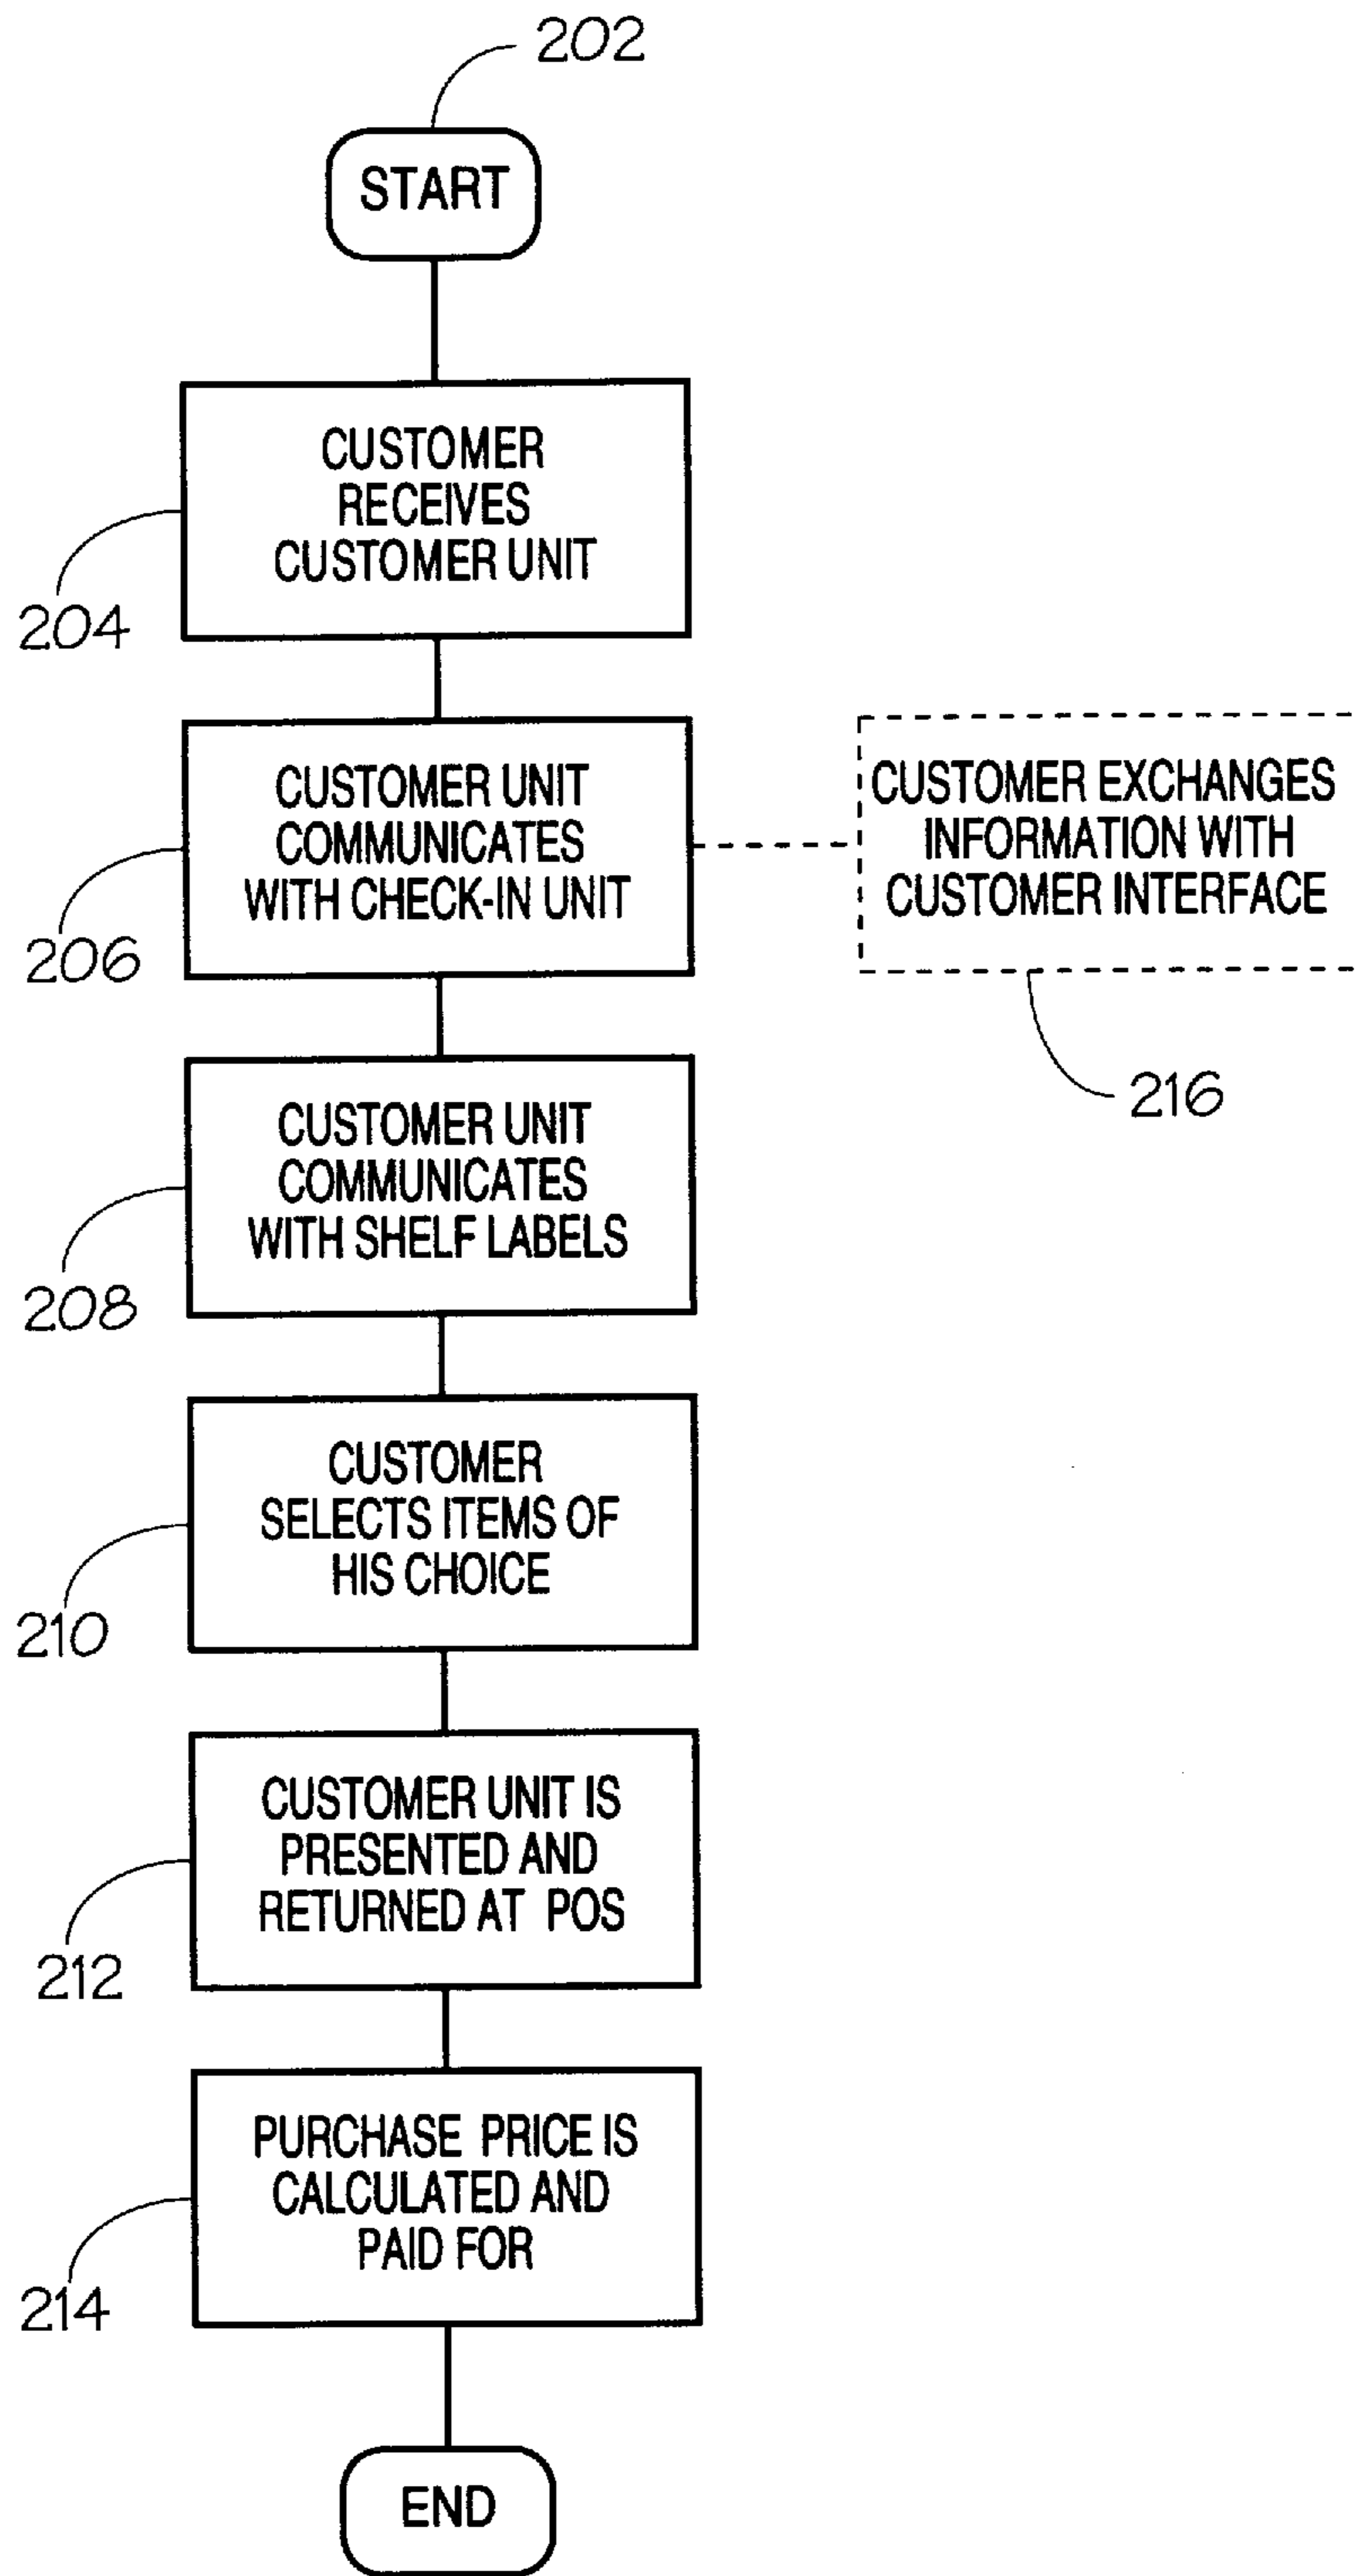 202
START
CUSTOMER
RECEIVES
CUSTOMER UNIT
204
CUSTOMER UNIT
COMMUNICATES
WITH CHECK-IN UNIT
206
CUSTOMER EXCHANGES
INFORMATION WITH
CUSTOMER INTERFACE
216
CUSTOMER UNIT
COMMUNICATES
WITH SHELF LABELS
208
CUSTOMER
SELECTS ITEMS OF
HIS CHOICE
210
CUSTOMER UNIT IS
PRESENTED AND
RETURNED AT POS
212
PURCHASE PRICE IS
CALCULATED AND
PAID FOR
214
END